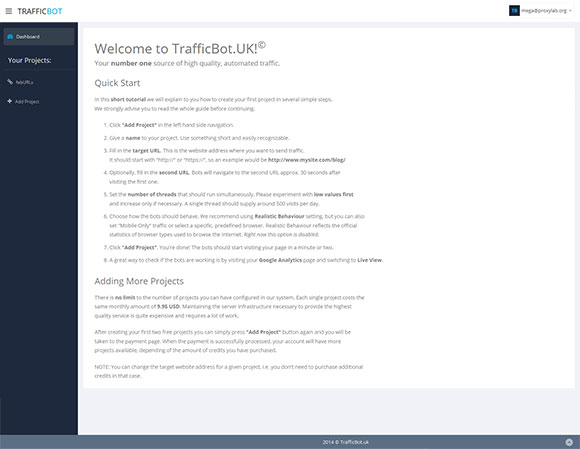 TRAFFICBOT
mega@proxylab.org
Dashboard
Your Projects:
Add Project
Welcome to TrafficBot.UK!©
Your number one source of high quality, automated traffic.
Quick Start
In this short tutorial we will explain to you how to create your first project in several simple steps.
We strongly advise you to read the whole guide before continuing.
1. Click "Add Project" in the left hand side navigation.
2. Give a name to your project. Use something short and easily recognizable.
3. Fill in the target URL. This is the website address where you want to send traffic.
It should start with "http://" or "https://", so an example would be http://www.mysite.com/blog/
4. Optionally, fill in the second URL. Bots will navigate to the second URL approx. 30 seconds after
visiting the first one.
5. Set the number of threads that should run simultaneously. Please experiment with low values first
and increase only if necessary. A single thread should supply around 500 visits per day.
6. Choose how the bots should behave. We recommend using Realistic Behaviour setting, but you can also
set "Mobile Only" traffic or select a specific, predefined browser. Realistic Behaviour reflects the official
statistics of browser types used to browse the Internet. Right now this option is disabled.
7. Click "Add Project". You're done! The bots should start visiting your page in a minute or two.
8. A great way to check if the bots are working is by visiting your Google Analytics page and switching to Live View.
Adding More Projects
There is no limit to the number of projects you can have configured in our system. Each single project costs the
same monthly amount of 9.95 USD. Maintaining the server infrastructure necessary to provide the highest
quality service is quite expensive and requires a lot of work.
After creating your first two free projects you can simply press "Add Project" button again and you will be
taken to the payment page. When the payment is successfully processed, your account will have more
projects available, depending of the amount of credits you have purchased.
NOTE: You can change the target website address for a given project, i.e. you don't need to purchase additional
credits in that case.
2014 © TrafficBot.uk